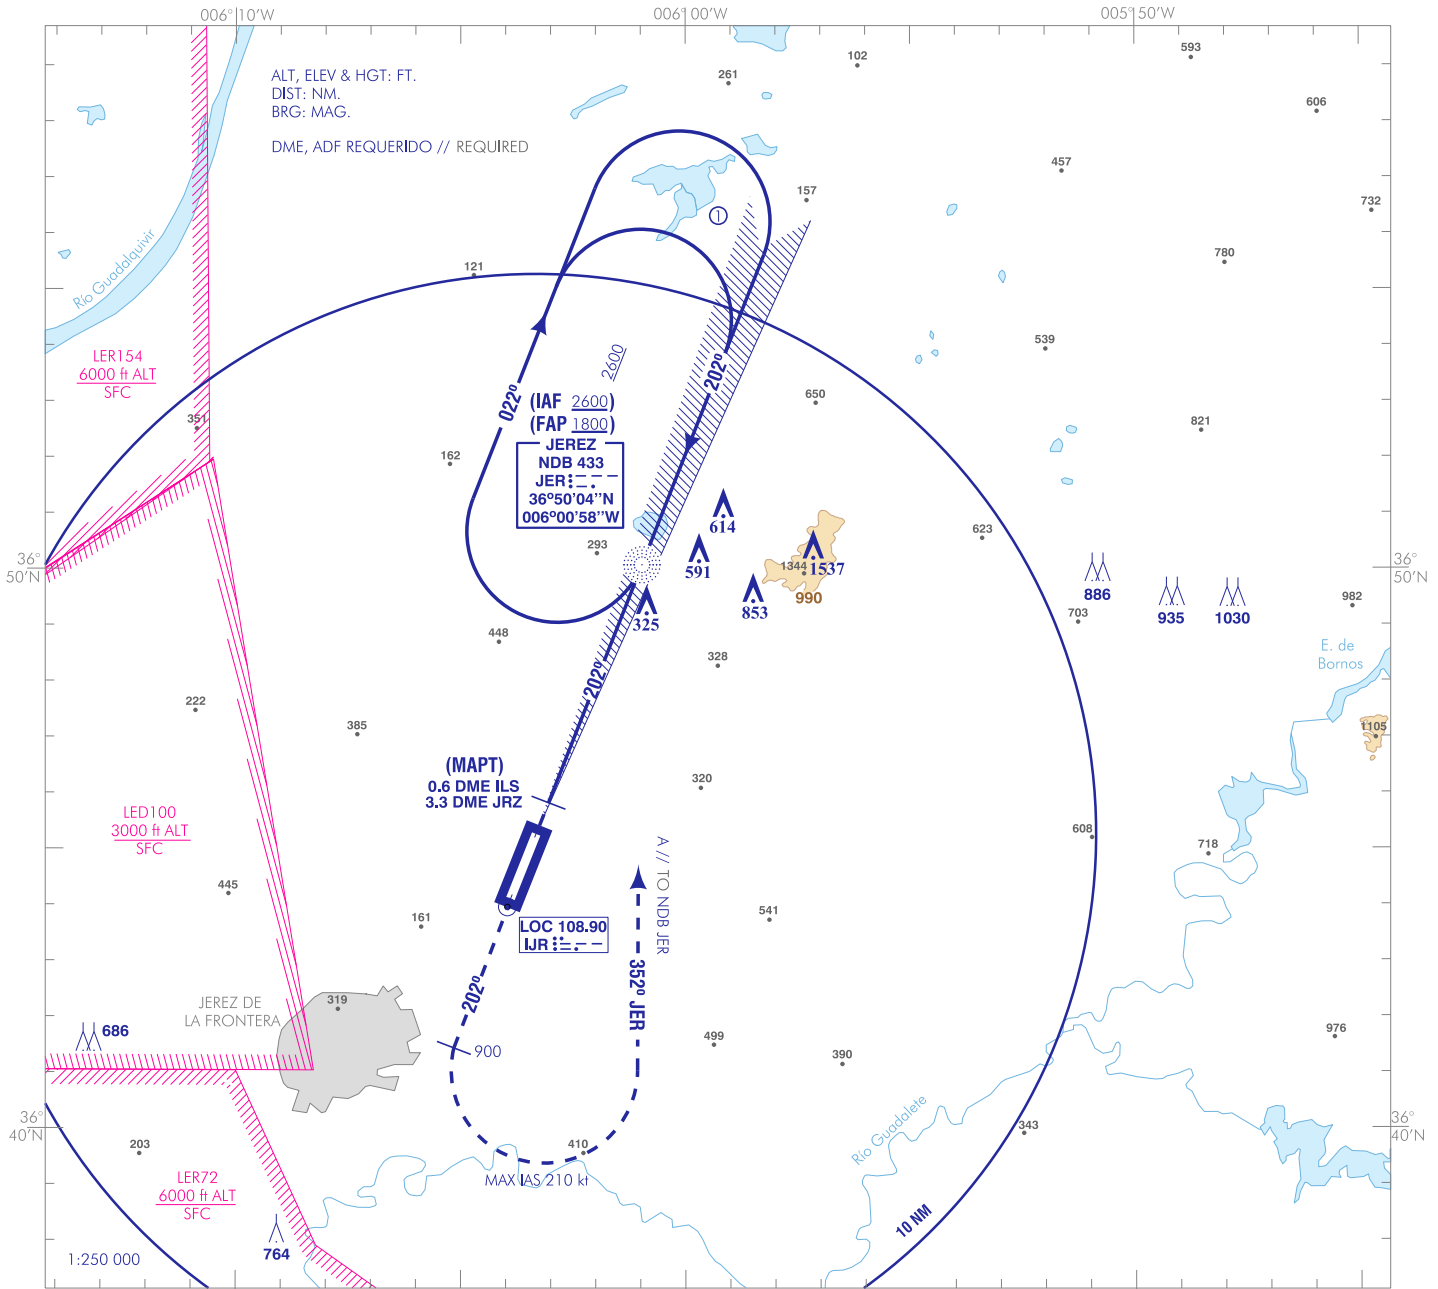 006°10'W
006°00'W
005°50'W
ALT, ELEV & HGT: FT.
DIST: NM.
BRG: MAG.
DME, ADF REQUERIDO // REQUIRED
261
102
593
606
457
157
732
780
1
121
539
650
821
351
162
623
293
Río Guadalquivir
LER154
6000 ft ALT
SFC
2600
022°
202°
(IAF 2600)
(FAP 1800)
JEREZ
NDB 433
JER
36°50'04"N
006°00'58"W
614
591
1344
1537
990
853
325
886
935
1030
703
982
36°
50'N
36°
50'N
448
328
E. de
Bornos
222
385
202°
1105
(MAPT)
0.6 DME ILS
3.3 DME JRZ
320
LED100
3000 ft ALT
SFC
608
718
A // TO NDB JER
445
161
541
LOC 108.90
IJR
352° JER
202°
JEREZ DE
LA FRONTERA
319
686
900
499
390
976
36°
40'N
36°
40'N
203
410
343
Río Guadalete
MAX IAS 210 kt
LER72
6000 ft ALT
SFC
764
10 NM
1:250 000